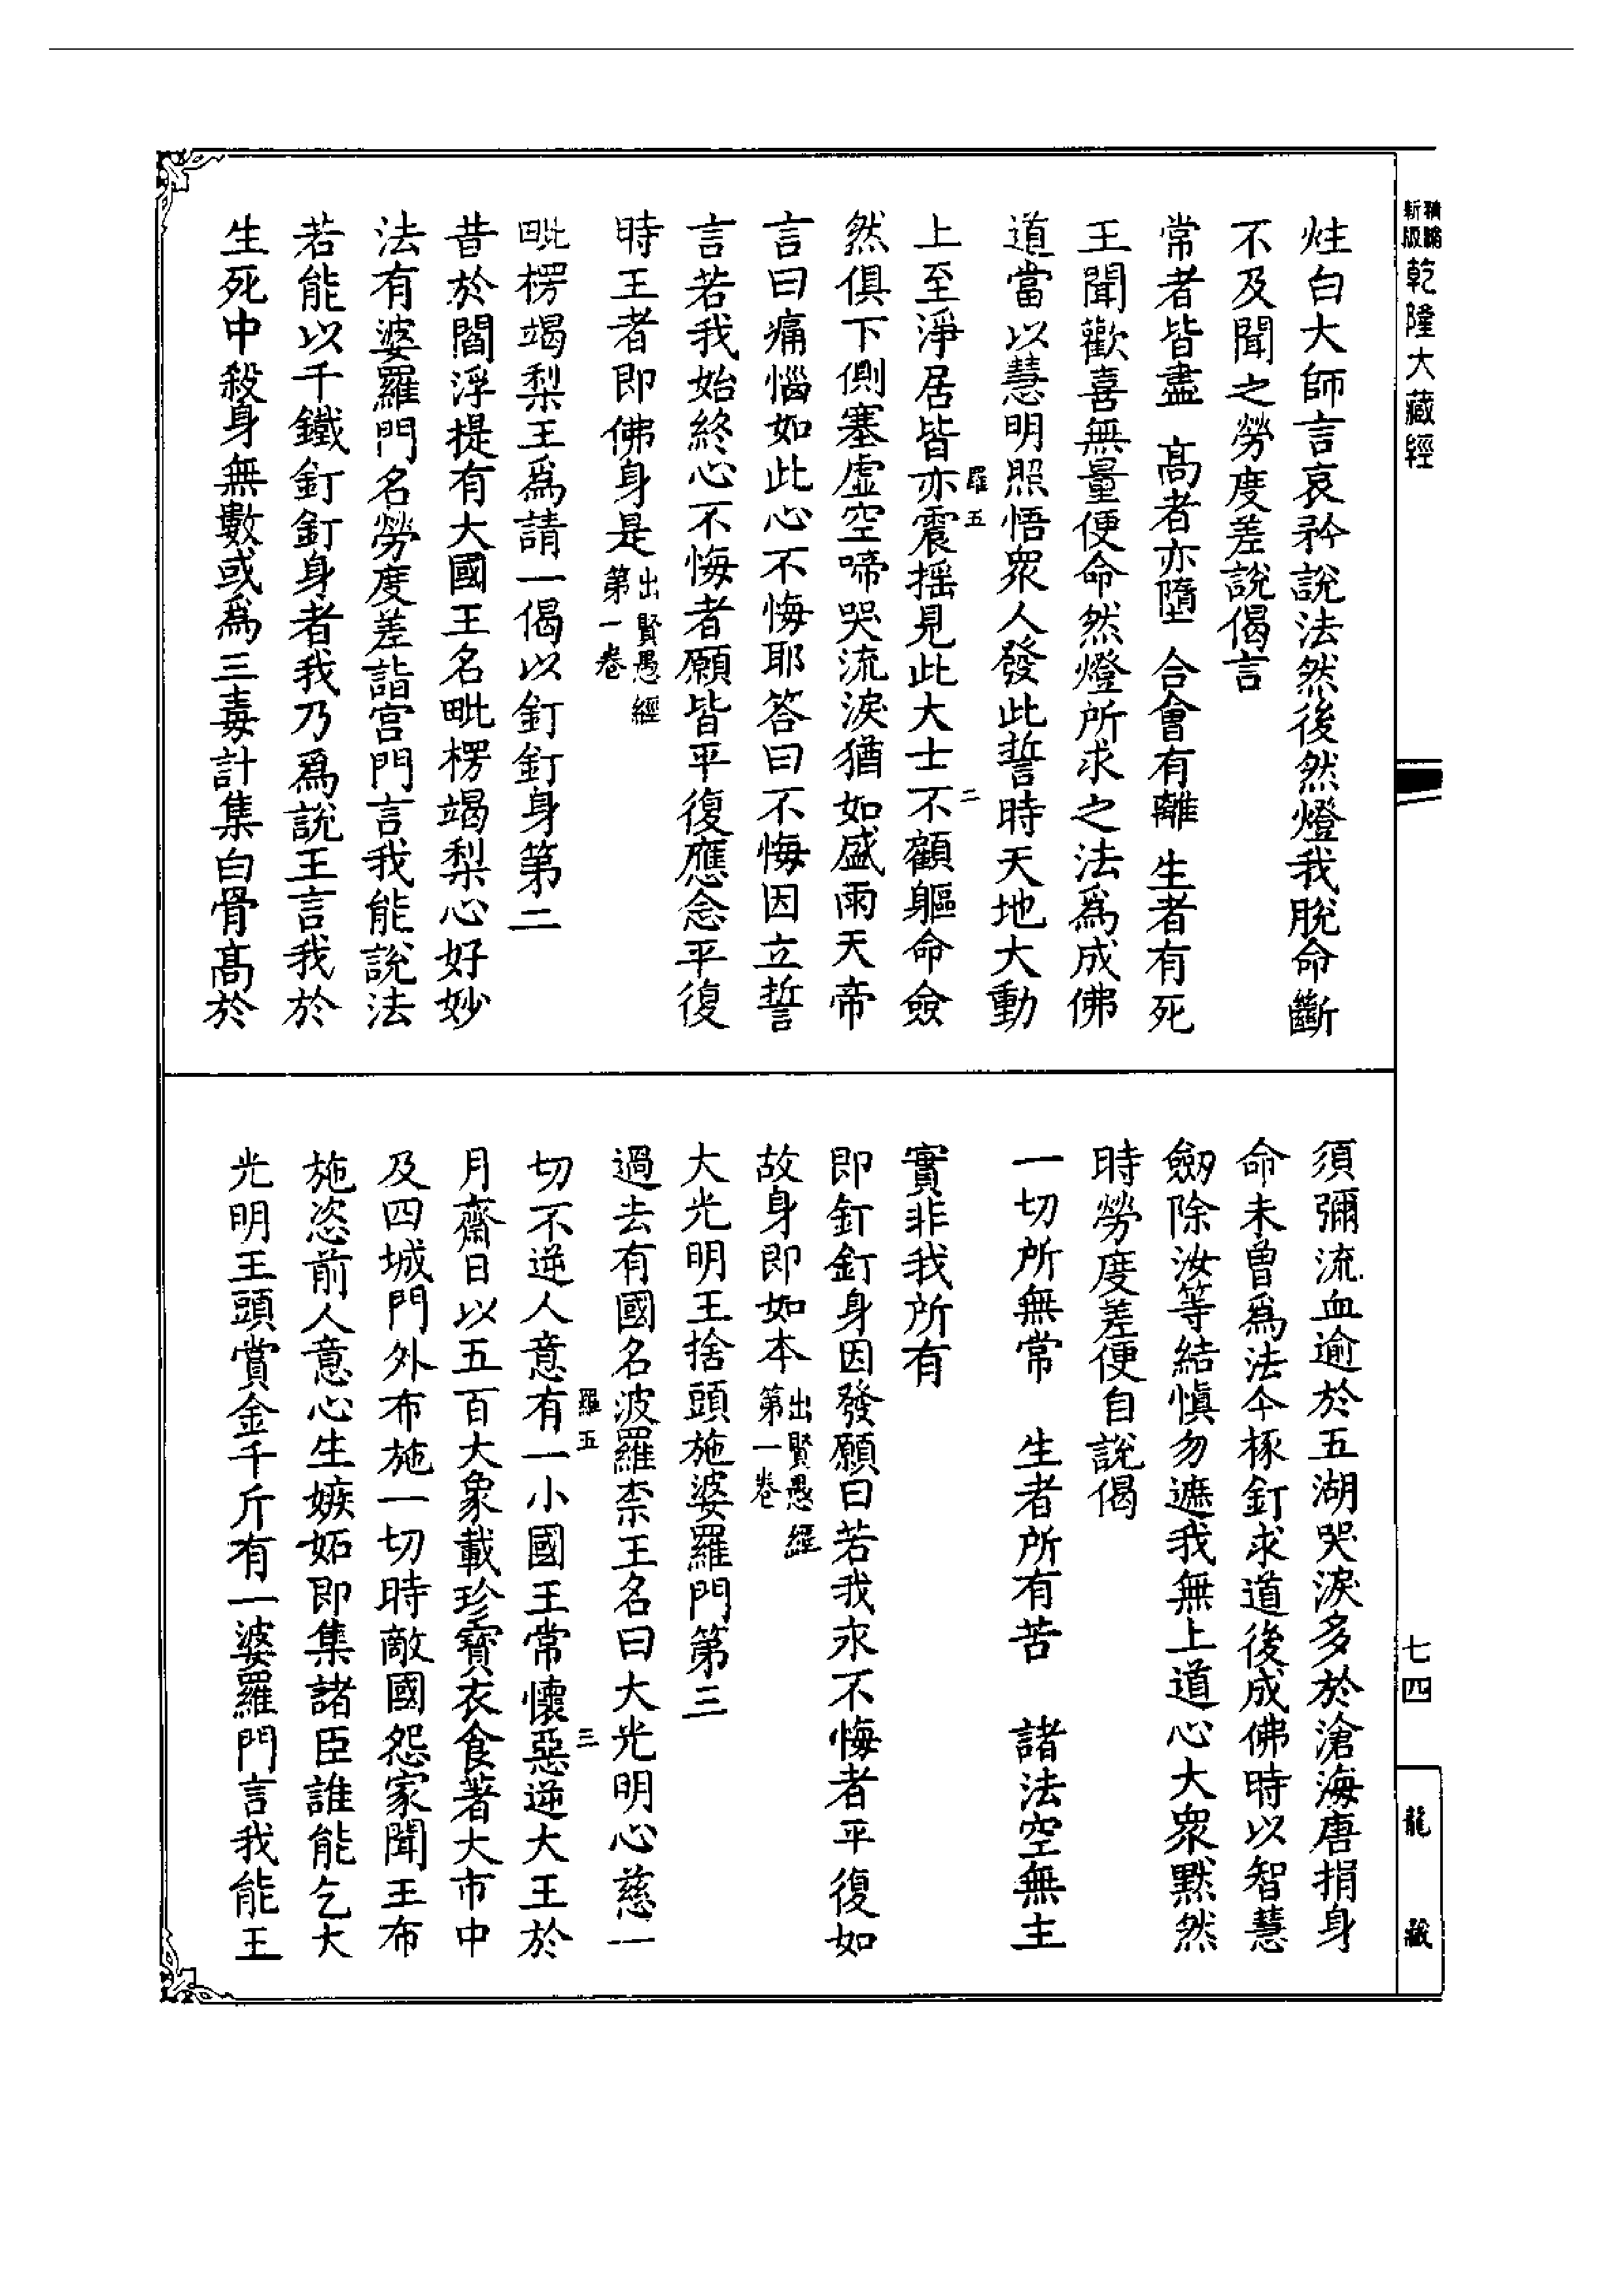 精編
新版
乾隆大藏經
炷白大師言哀矜說法然後然燈我脫命斷
不及聞之勞度差說偈言
常者皆盡 高者亦墮 合會有離 生者有死
王聞歡喜無量便命然燈所求之法爲成佛
道當以慧明照悟衆人發此誓時天地大動
羅五
二
上至淨居皆亦震揺見此大士不顧軀命僉
然俱下側塞虛空啼哭流淚猶如盛雨天帝
言曰痛惱如此心不悔耶答曰不悔因立誓
言若我始終心不悔者願皆平復應念平復
時王者即佛身是出賢愚經
第一卷
毗楞竭梨王爲請一偈以釘釘身第二
昔於閻浮提有大國王名毗楞竭梨心好妙
法有婆羅門名勞度差詣宮門言我能說法
若能以千鐵釘釘身者我乃爲說王言我於
生死中殺身無數或爲三毒計集白骨高於
須彌流血逾於五湖哭淚多於滄海唐捐身
命未曾爲法今椓釘求道後成佛時以智慧
劒除汝等結慎勿遮我無上道心大衆默然
時勞度差便自說偈
一切所無常 生者所有苦 諸法空無主
實非我所有
即釘釘身因發願曰若我永不悔者平復如
故身即如本出賢愚經
第一卷
大光明王捨頭施婆羅門第三
過去有國名波羅柰王名曰大光明心慈一
羅五
三
切不逆人意有一小國王常懷惡逆大王於
月齋日以五百大象載珍寶衣食著大市中
及四城門外布施一切時敵國怨家聞王布
施恣前人意心生嫉妬即集諸臣誰能乞大
光明王頭賞金千斤有一婆羅門言我能王
七四
龍藏